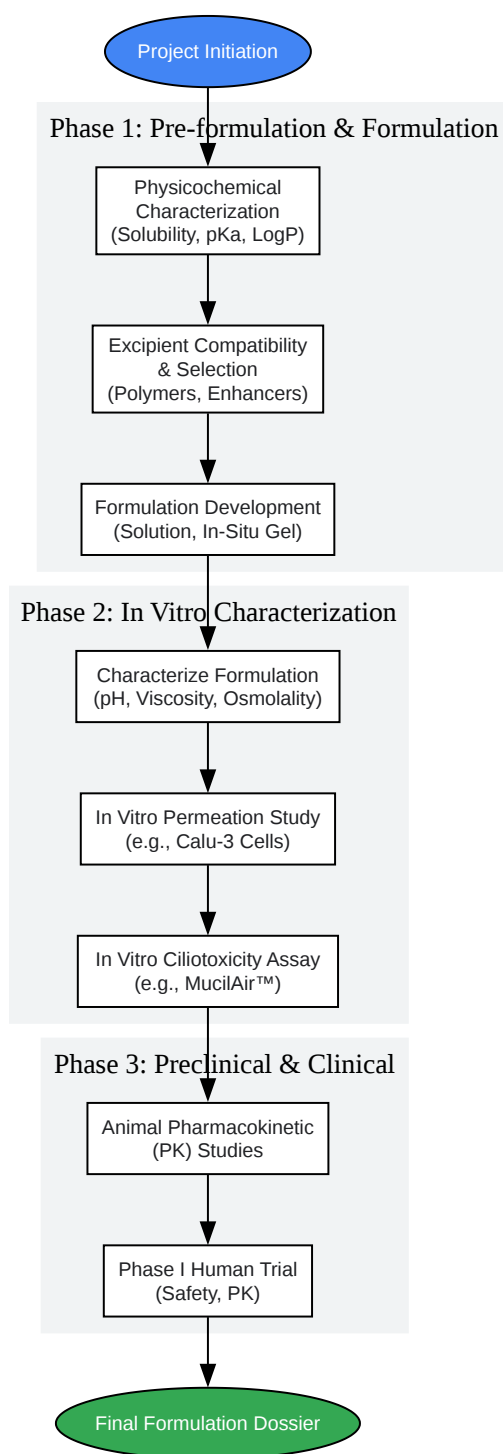 Project Initiation
Phase 1: Pre-formulation & Formulation
Physicochemical
Characterization
(Solubility, pKa, LogP)
Excipient Compatibility
& Selection
(Polymers, Enhancers)
Formulation Development
(Solution, In-Situ Gel)
Phase 2: In Vitro Characterization
Characterize Formulation
(pH, Viscosity, Osmolality)
In Vitro Permeation Study
(e.g., Calu-3 Cells)
In Vitro Ciliotoxicity Assay
(e.g., MucilAir™)
Phase 3: Preclinical & Clinical
Animal Pharmacokinetic
(PK) Studies
Phase I Human Trial
(Safety, PK)
Final Formulation Dossier